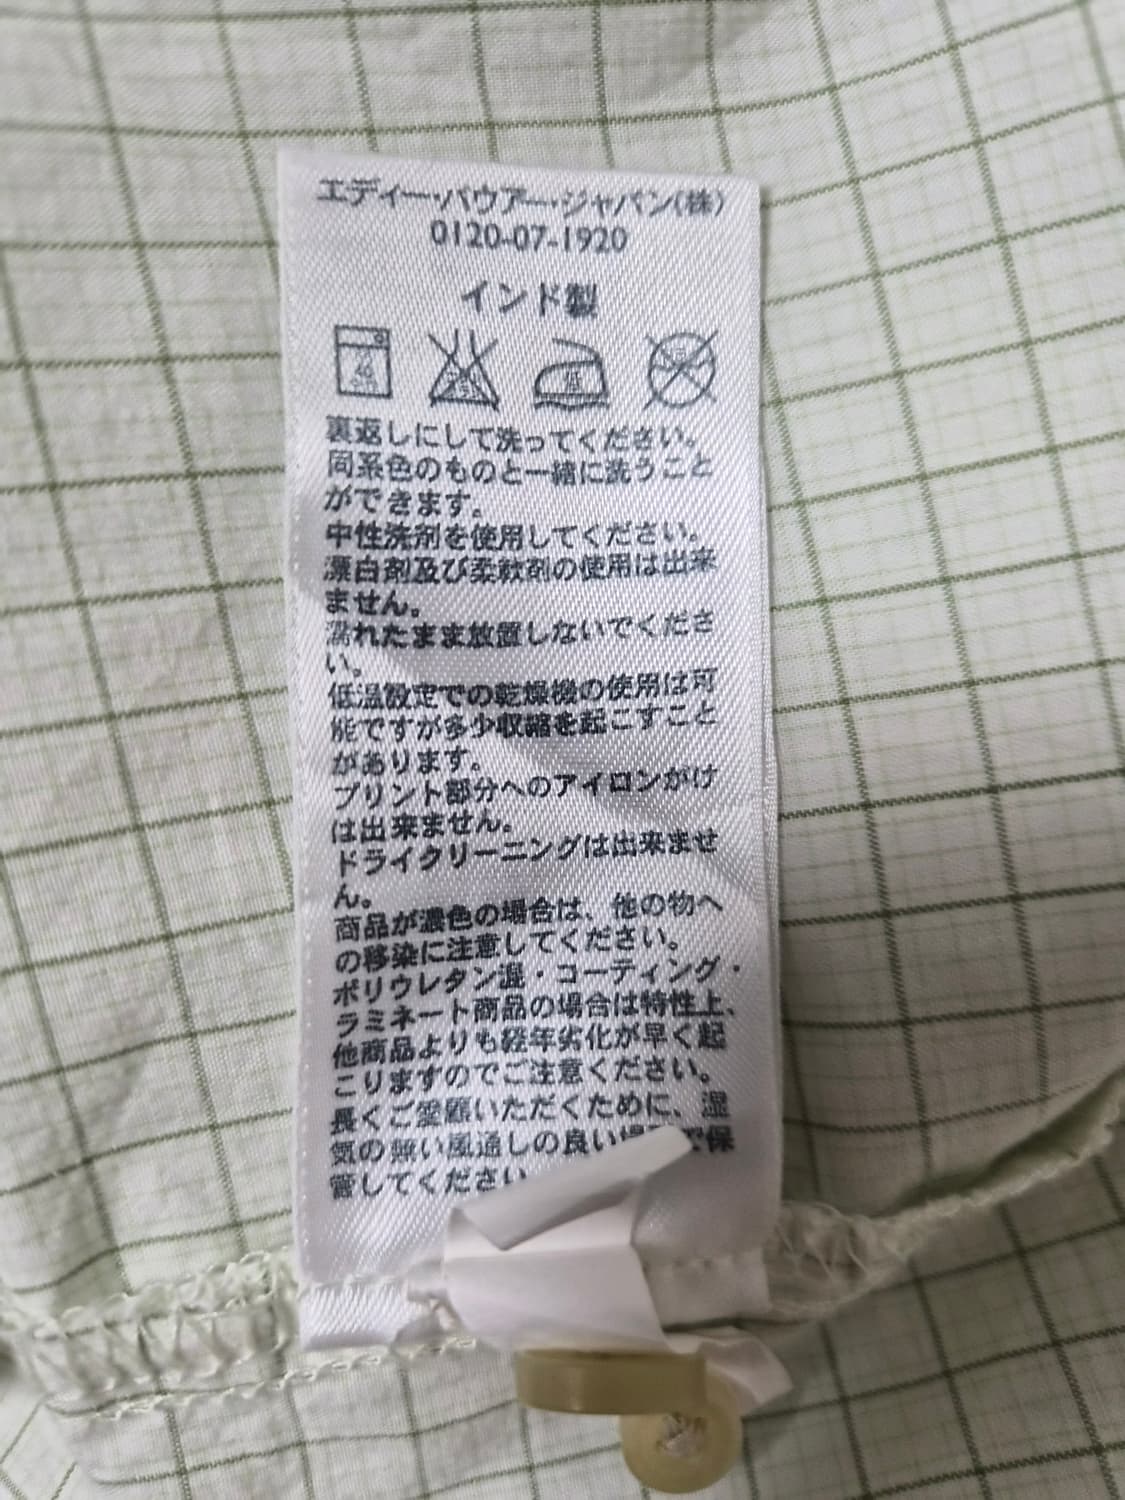 エディー・バウアー・ジャパン(株)
0120-07-1920
インド製
裏返しにして洗ってください。
同系色のものと一緒に洗うこと
ができます。
中性洗剤を使用してください。
漂白剤及び柔軟剤の使用は出来
ません。
濡れたまま放置しないでくださ
い。
低温設定での乾燥機の使用は可
能ですが多少収縮を起こすこと
があります。
プリント部分へのアイロンがけ
は出来ません。
ドライクリーニングは出来ませ
ん。
商品が濃色の場合は、他の物へ
の移染に注意してください。
ポリウレタン混・コーティング・
ラミネート商品の場合は特性上、
他商品よりも経年劣化が早く起
こりますのでご注意ください。
長くご愛顧いただくために、湿
気の無い風通しの良い で保
管してください